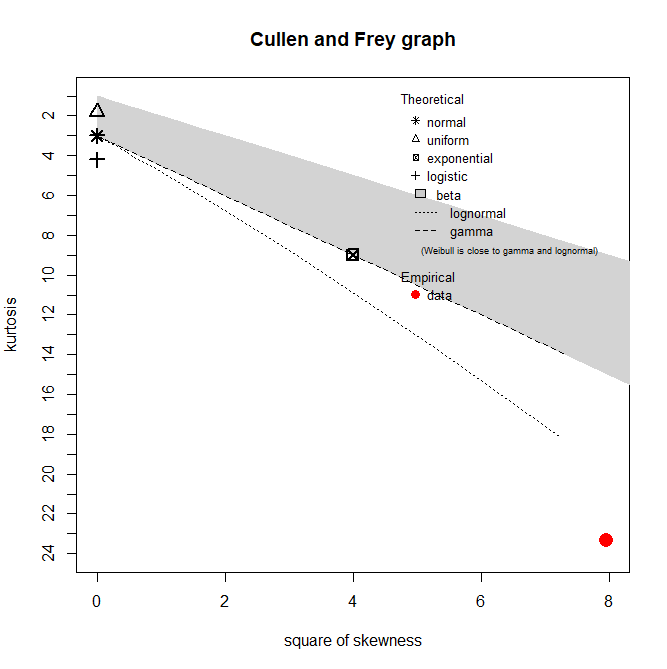 Cullen and Frey graph
Theoretical
normal
uniform
exponential
logistic
beta
lognormal
gamma
(Weibull is close to gamma and lognormal)
Empirical
data
kurtosis
2
4
6
8
10
12
14
16
18
20
22
24
0 2 4 6 8
square of skewness